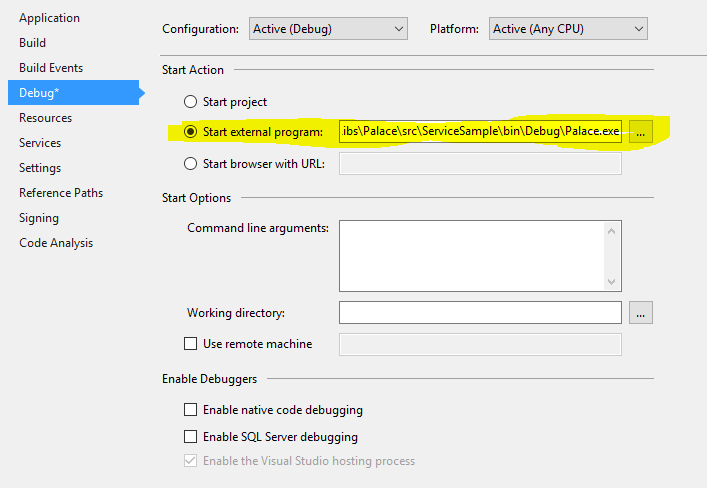 Application
Build
Build Events
Debug*
Resources
Services
Settings
Reference Paths
Signing
Code Analysis
Configuration: Active (Debug) Platform: Active (Any CPU)
Start Action
Start project
Start external program: .ibs\Palace\src\ServiceSample\bin\Debug\Palace.exe ...
Start browser with URL:
Start Options
Command line arguments:
Working directory: ...
Use remote machine
Enable Debuggers
Enable native code debugging
Enable SQL Server debugging
Enable the Visual Studio hosting process